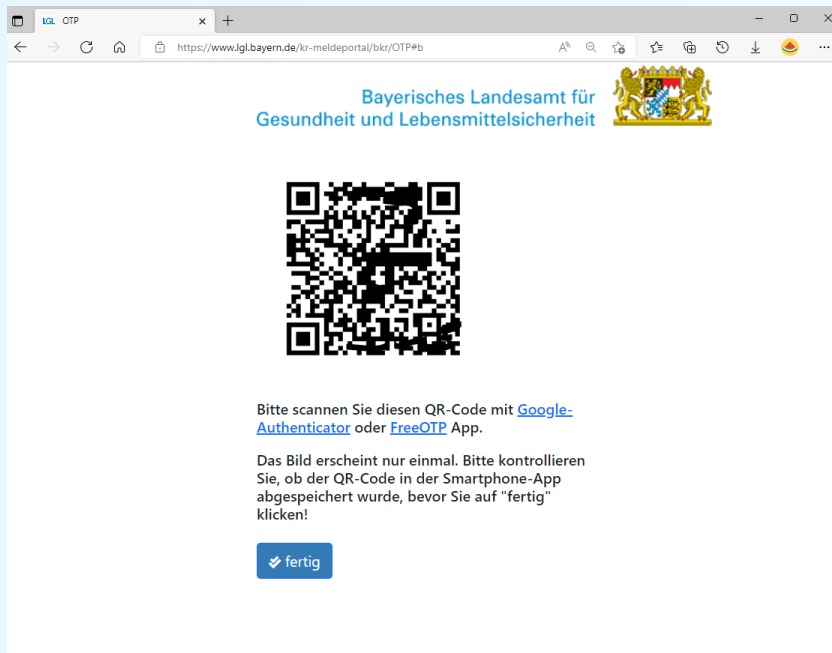 LGL OTP
https://www.lgl.bayern.de/kr-meldeportal/bkr/OTP#b
Bayerisches Landesamt für
Gesundheit und Lebensmittelsicherheit
Bitte scannen Sie diesen QR-Code mit Google-
Authenticator oder FreeOTP App.
Das Bild erscheint nur einmal. Bitte kontrollieren
Sie, ob der QR-Code in der Smartphone-App
abgespeichert wurde, bevor Sie auf "fertig"
klicken!
fertig